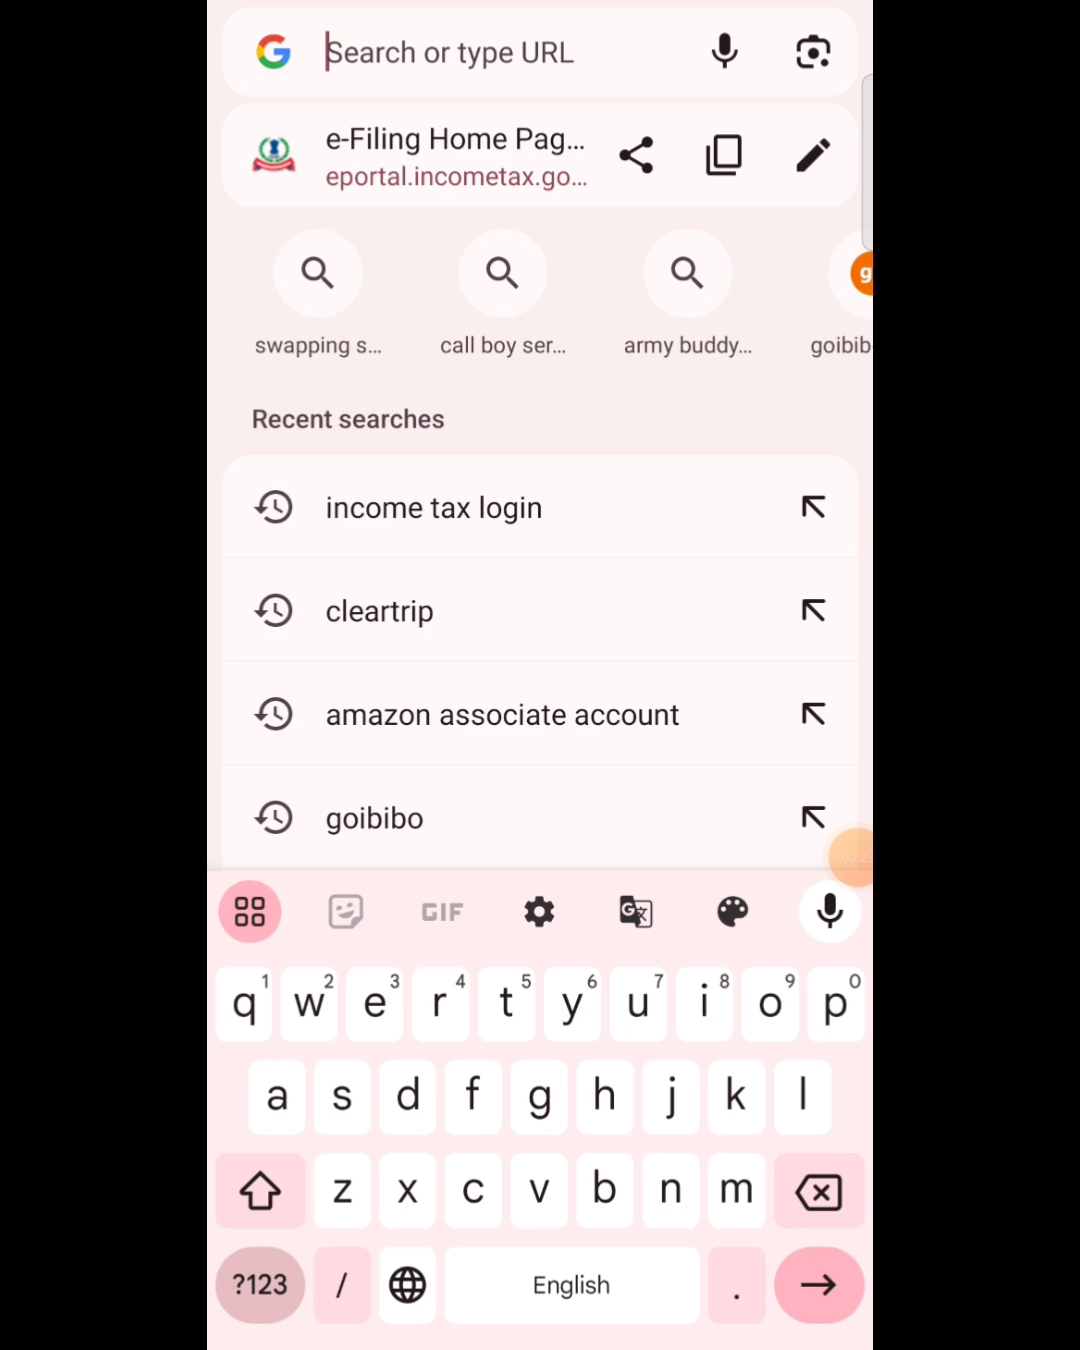 Search or type URL
e-Filing Home Pag...
eportal.incometax.go...
swapping s...
call boy ser...
army buddy...
goibib
g
Recent searches
income tax login
cleartrip
amazon associate account
goibibo
GIF
q1 w2 e3 r4 t5 y6 u7 i8 o9 p0
a s d f g h j k l
z x c v b n m
?123 / English .